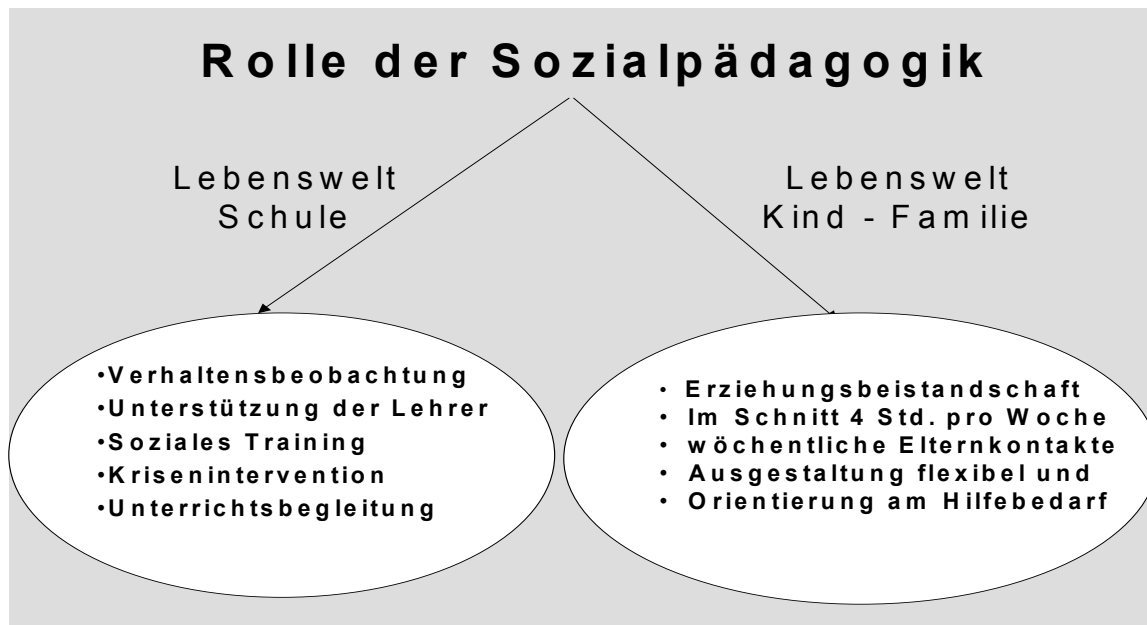 Rolle der Sozialpädagogik
Lebenswelt
Schule
Lebenswelt
Kind - Familie
•Verhaltensbeobachtung
•Unterstützung der Lehrer
•Soziales Training
•Krisenintervention
•Unterrichtsbegleitung
• Erziehungsbeistandschaft
• Im Schnitt 4 Std. pro Woche
• wöchentliche Elternkontakte
• Ausgestaltung flexibel und
• Orientierung am Hilfebedarf